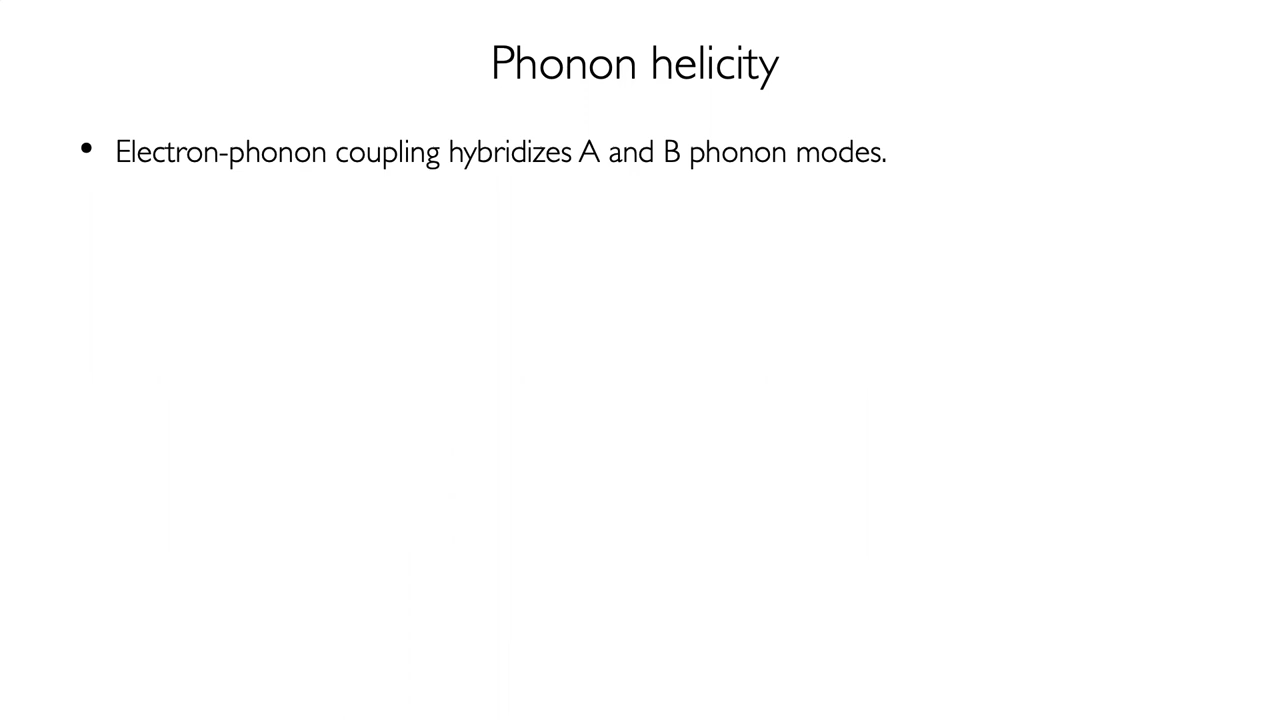 Phonon helicity
• Electron-phonon coupling hybridizes A and B phonon modes.